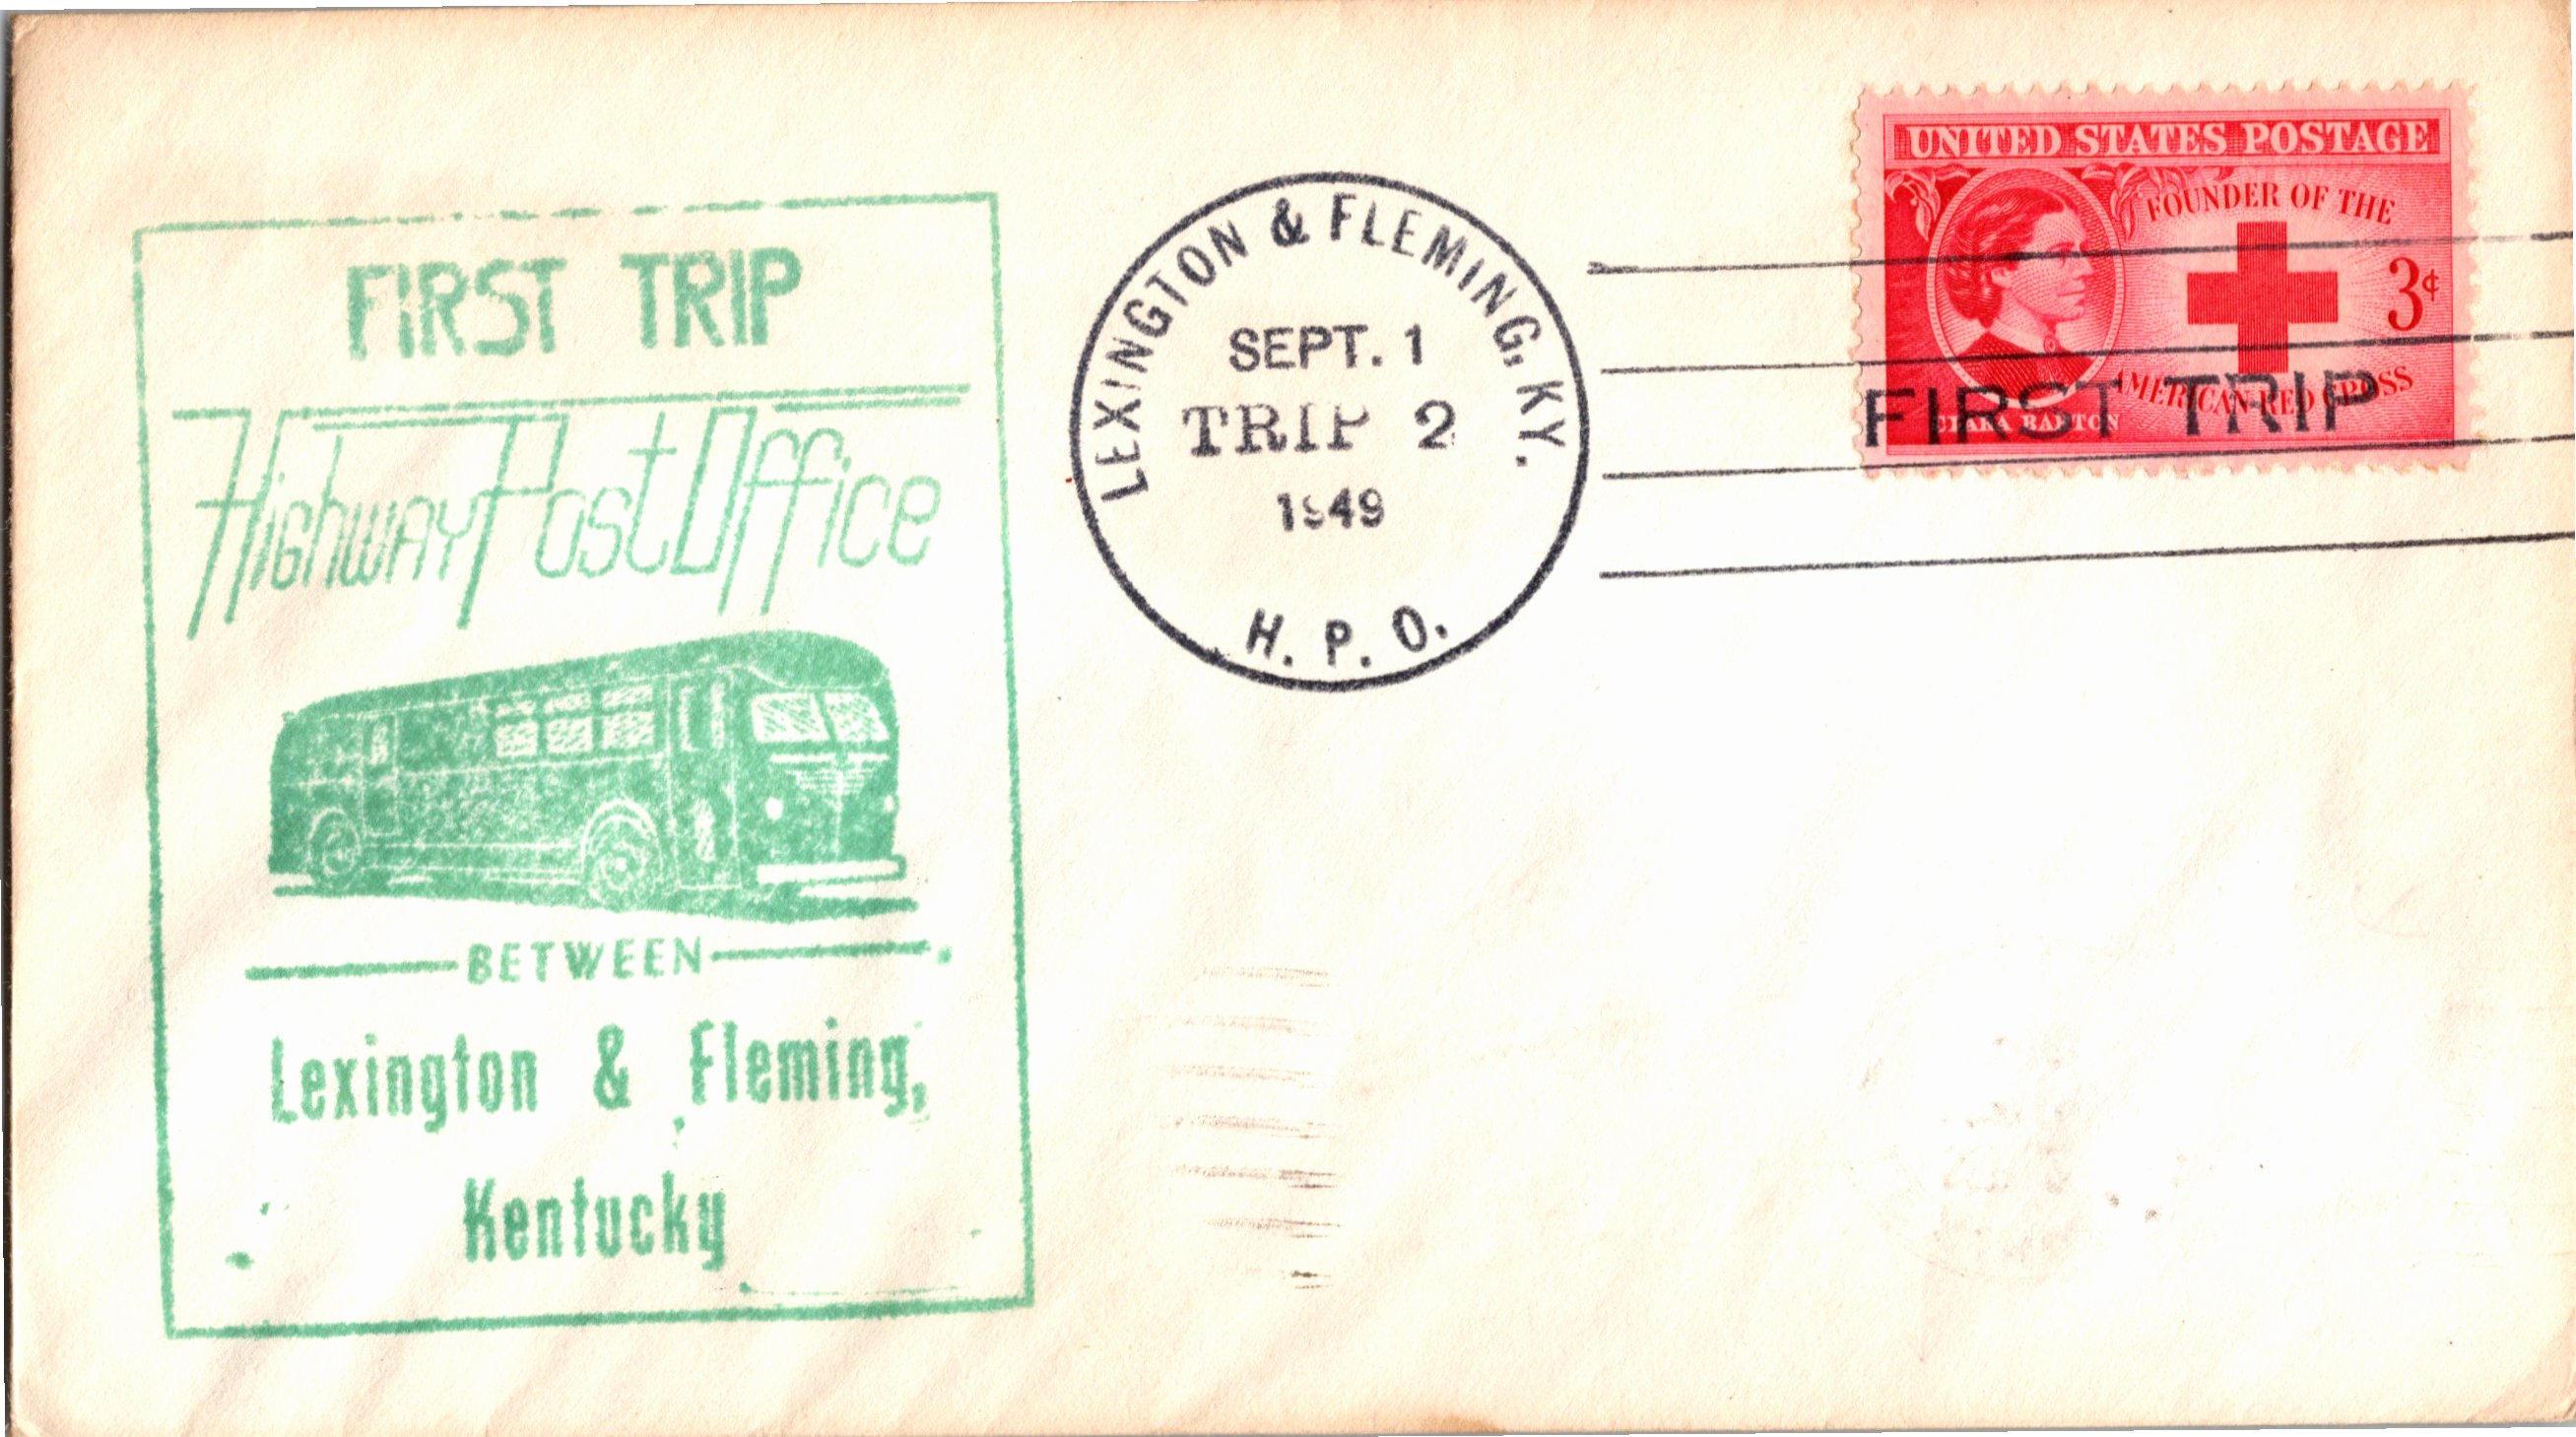 FIRST TRIP
Highway Post Office
BETWEEN
Lexington & Fleming,
Kentucky
LEXINGTON & FLEMING, KY.
SEPT. 1
TRIP 2
1949
H. P. O.
UNITED STATES POSTAGE
FOUNDER OF THE
3¢
AMERICAN RED CROSS
CLARA BARTON
FIRST TRIP